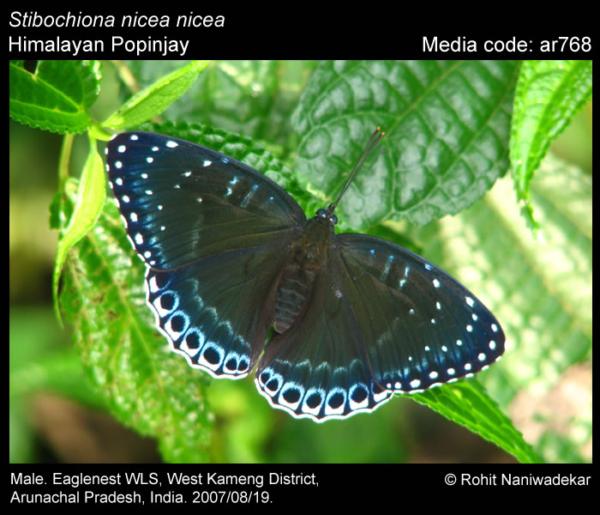 Stibochiona nicea nicea
Himalayan Popinjay
Media code: ar768
Male. Eaglenest WLS, West Kameng District,
Arunachal Pradesh, India. 2007/08/19.
© Rohit Naniwadekar